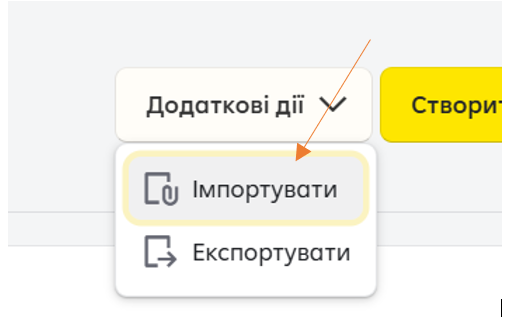 Додаткові дії
Створит
Імпортувати
Експортувати